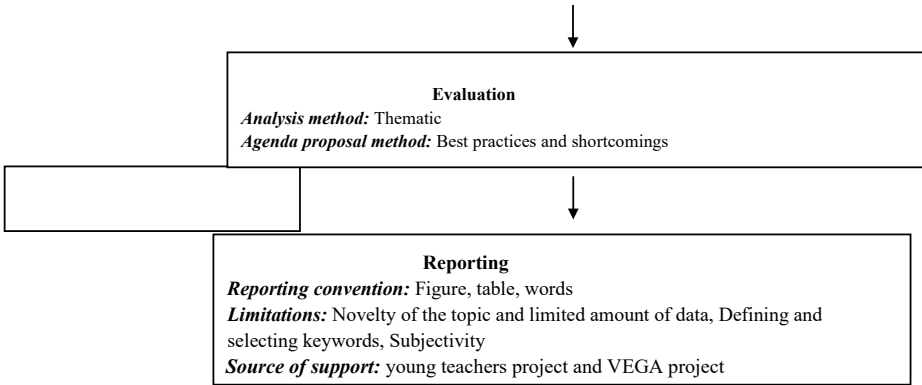 Evaluation
Analysis method: Thematic
Agenda proposal method: Best practices and shortcomings
Reporting
Reporting convention: Figure, table, words
Limitations: Novelty of the topic and limited amount of data, Defining and
selecting keywords, Subjectivity
Source of support: young teachers project and VEGA project